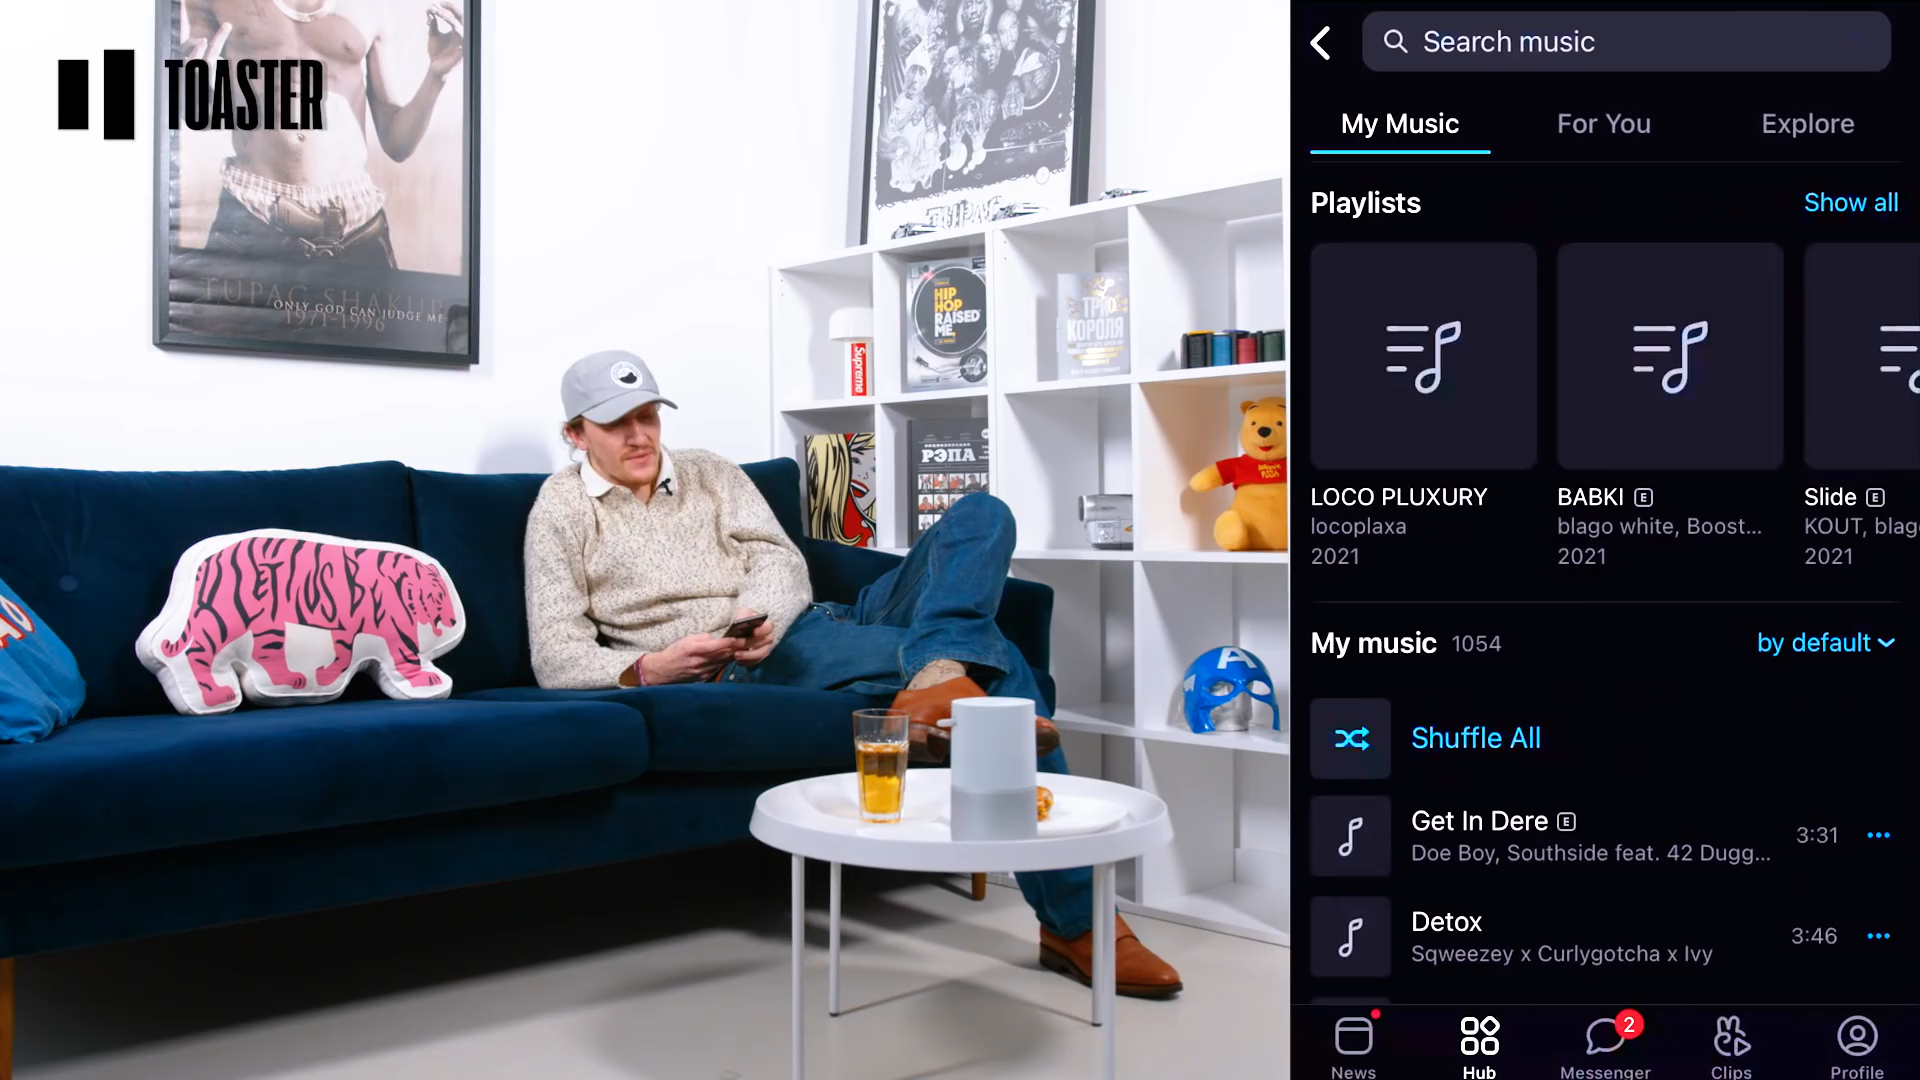 TOASTER
TUPAC SHAKUR
ONLY GOD CAN JUDGE ME
1971-1996
TUPAC
HIP
HOP
RAISED
ME.
Supreme
ТРИ
КОРОЛЯ
РЭПА
A
Search music
My Music
For You
Explore
Playlists
Show all
LOCO PLUXURY
locoplaxa
2021
BABKI E
blago white, Boost...
2021
Slide E
KOUT, blag
2021
My music 1054
by default
Shuffle All
Get In Dere E
Doe Boy, Southside feat. 42 Dugg...
3:31
Detox
Sqweezey x Curlygotcha x Ivy
3:46
News
Hub
2
Messenger
Clips
Profile